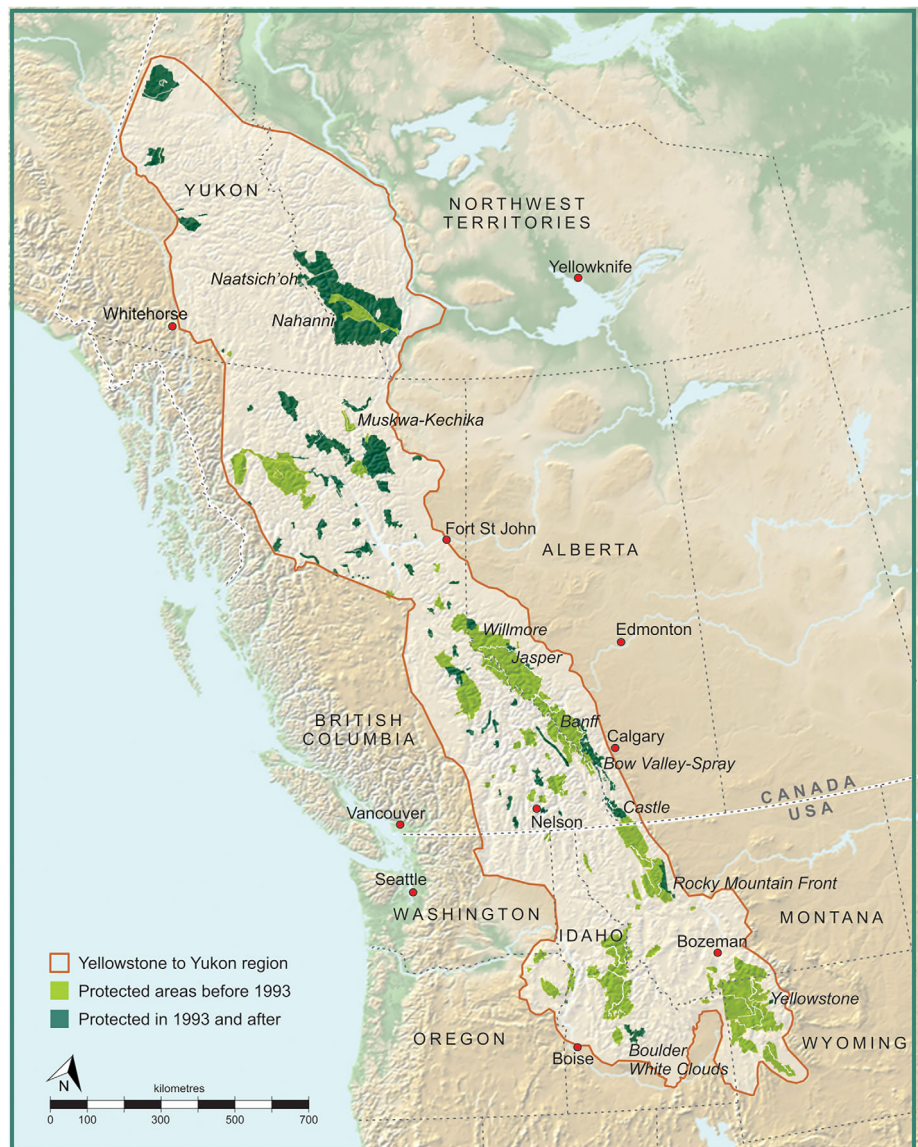 YUKON
NORTHWEST
TERRITORIES
Naatsich'oh
Yellowknife
Whitehorse
Nahanni
Muskwa-Kechika
Fort St John
ALBERTA
Willmore
Edmonton
Jasper
BRITISH
COLUMBIA
Banff
Calgary
Bow Valley-Spray
CANADA
USA
Castle
Vancouver
Nelson
Seattle
Rocky Mountain Front
WASHINGTON
MONTANA
IDAHO
Bozeman
Yellowstone to Yukon region
Protected areas before 1993
Protected in 1993 and after
Yellowstone
OREGON
WYOMING
Boise
Boulder
White Clouds
N
kilometres
0 100 200 300 400 500 600 700